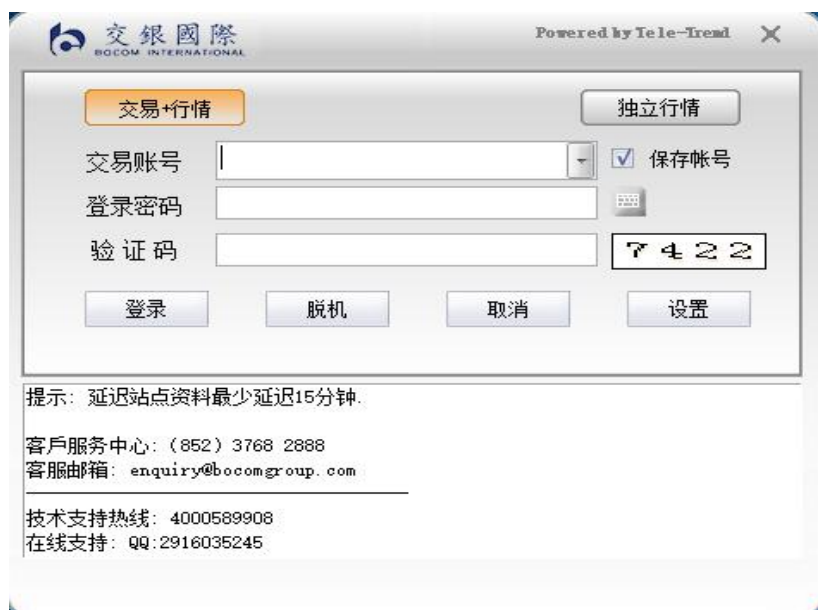 交銀國際 Powered by Tele-Trend
BOCOM INTERNATIONAL
交易+行情 独立行情
交易账号 保存帐号
登录密码
验证码 7422
登录 脱机 取消 设置
提示: 延迟站点资料最少延迟15分钟.
客戶服务中心: (852) 3768 2888
客服邮箱: enquiry@bocomgroup.com
技术支持热线: 4000589908
在线支持: QQ:2916035245